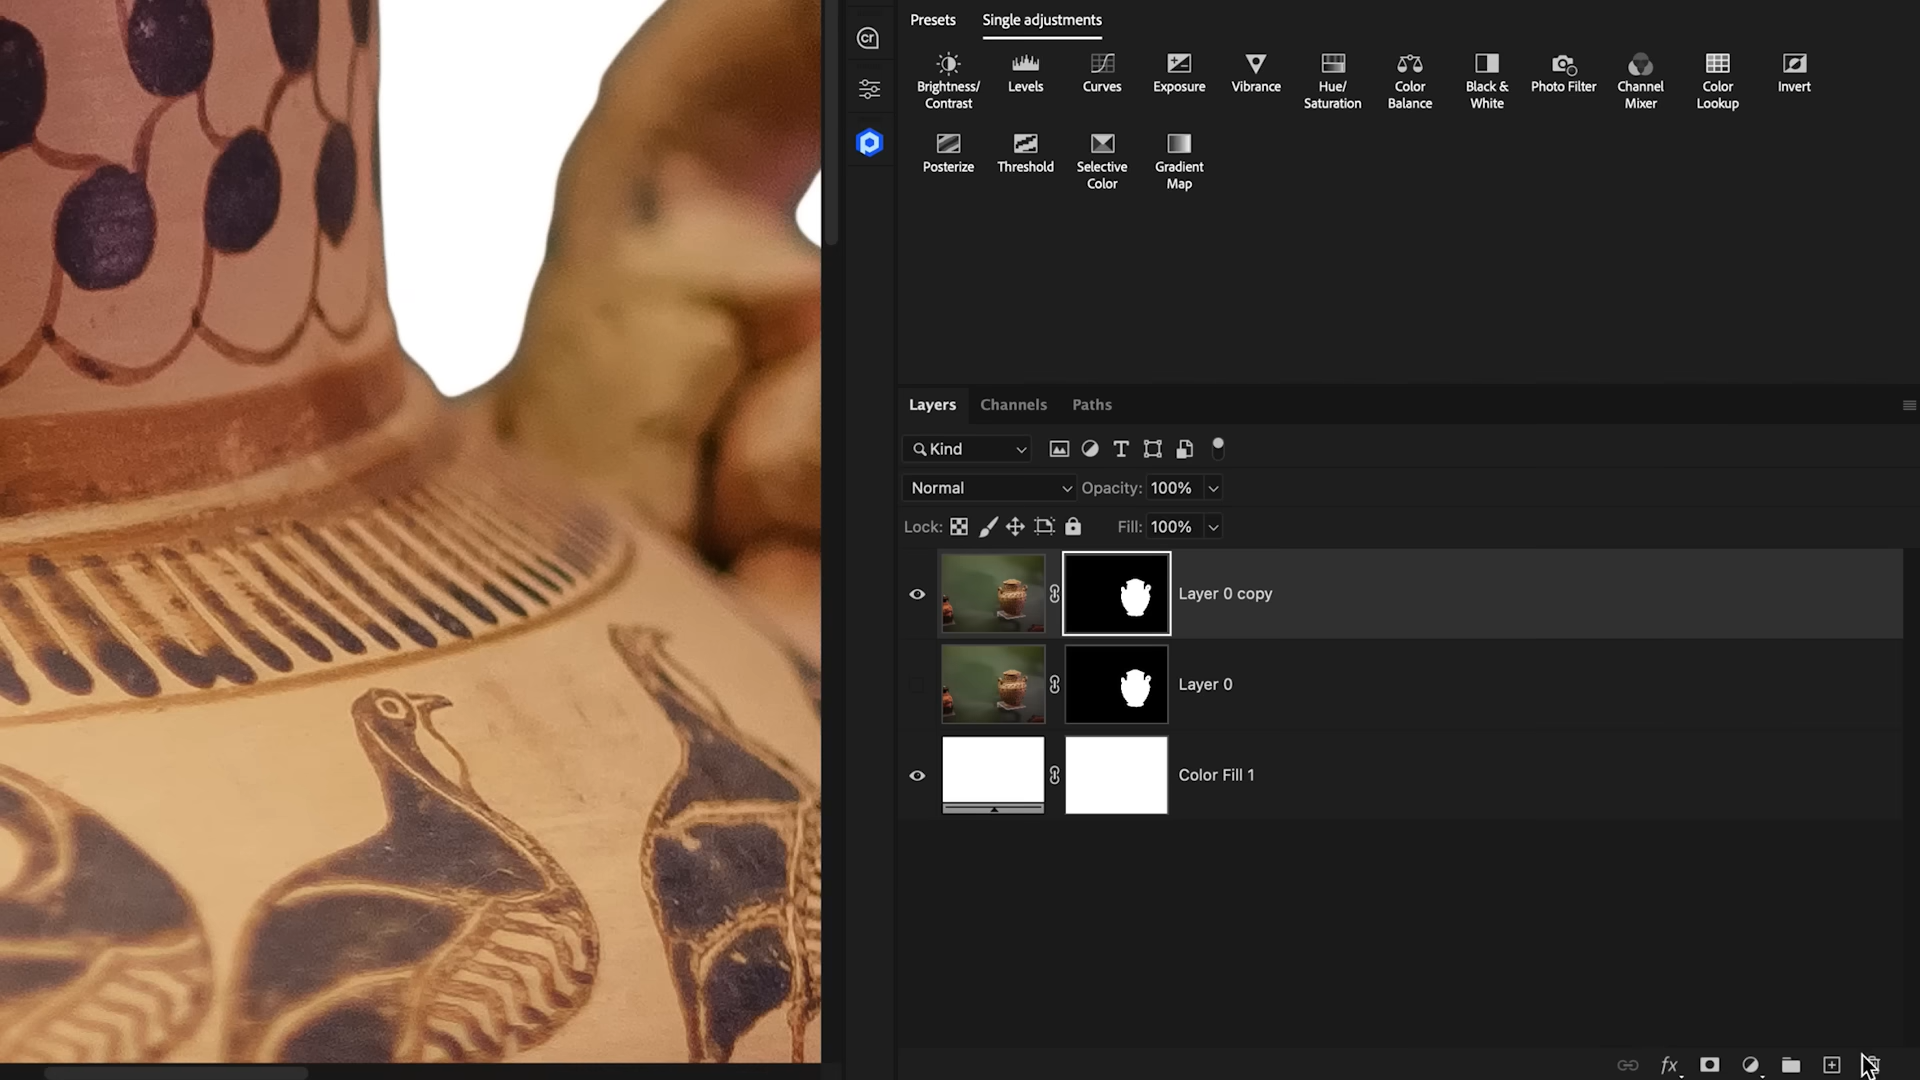 Presets Single adjustments
Brightness/ Contrast Levels Curves Exposure Vibrance Hue/ Saturation Color Balance Black & White Photo Filter Channel Mixer Color Lookup Invert
Posterize Threshold Selective Color Gradient Map
Layers Channels Paths
Kind
Normal Opacity: 100%
Lock: Fill: 100%
Layer 0 copy
Layer 0
Color Fill 1
fx
cr